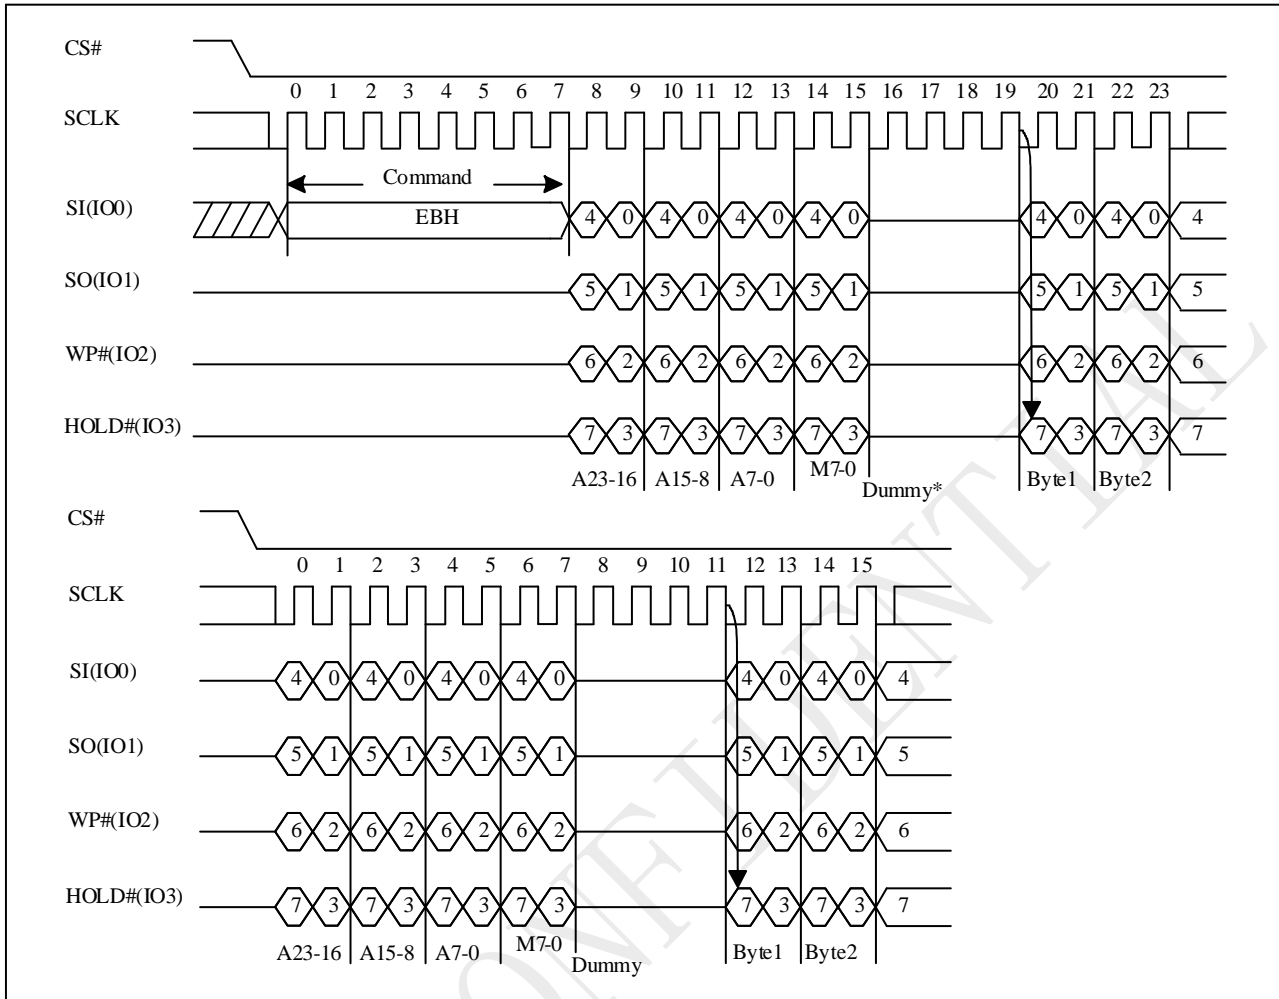 CS#
0 1 2 3 4 5 6 7 8 9 10 11 12 13 14 15 16 17 18 19 20 21 22 23
SCLK
Command
SI(IO0) EBH 4 0 4 0 4 0 4 0 4 0 4 0 4
SO(IO1) 5 1 5 1 5 1 5 1 5 1 5 1 5
WP#(IO2) 6 2 6 2 6 2 6 2 6 2 6 2 6
HOLD#(IO3) 7 3 7 3 7 3 7 3 7 3 7 3 7
A23-16 A15-8 A7-0 M7-0 Dummy* Byte1 Byte2
CS#
0 1 2 3 4 5 6 7 8 9 10 11 12 13 14 15
SCLK
SI(IO0) 4 0 4 0 4 0 4 0 4 0 4 0 4
SO(IO1) 5 1 5 1 5 1 5 1 5 1 5 1 5
WP#(IO2) 6 2 6 2 6 2 6 2 6 2 6 2 6
HOLD#(IO3) 7 3 7 3 7 3 7 3 7 3 7 3 7
A23-16 A15-8 A7-0 M7-0 Dummy Byte1 Byte2
ONFIDENTIAL